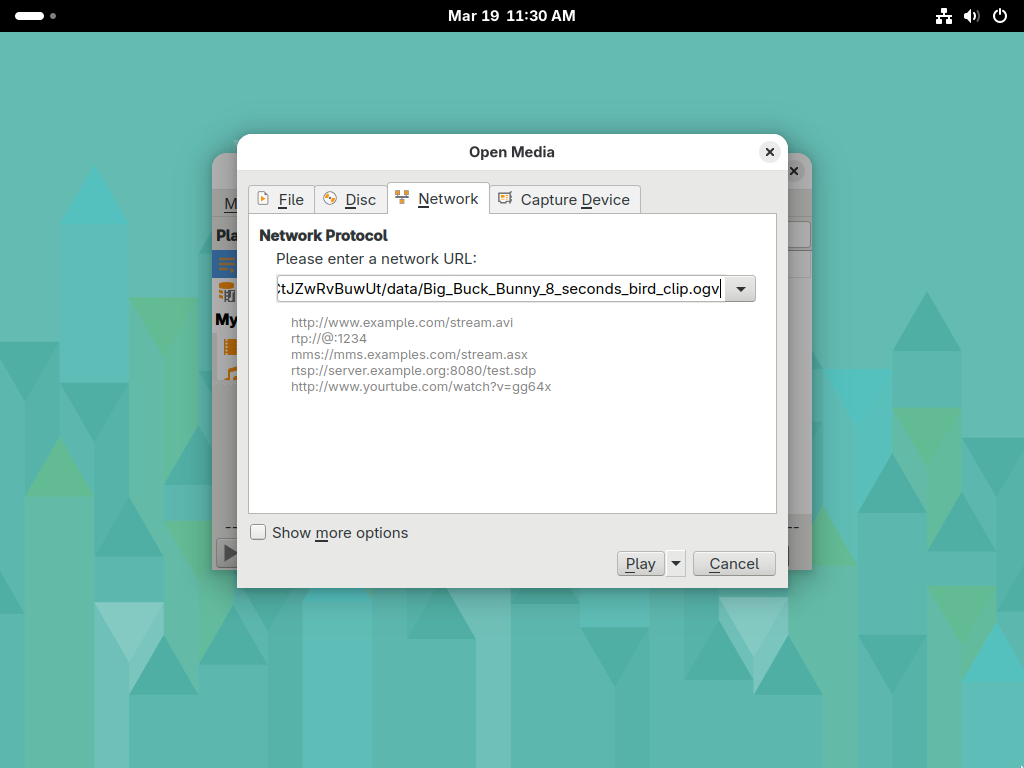 Mar 19 11:30 AM
Open Media
File
Disc
Network
Capture Device
Network Protocol
Please enter a network URL:
tJZwRvBuwUt/data/Big_Buck_Bunny_8_seconds_bird_clip.ogv
http://www.example.com/stream.avi
rtp://@:1234
mms://mms.examples.com/stream.asx
rtsp://server.example.org:8080/test.sdp
http://www.yourtube.com/watch?v=gg64x
Show more options
Play
Cancel
M
Pla
My
--
--